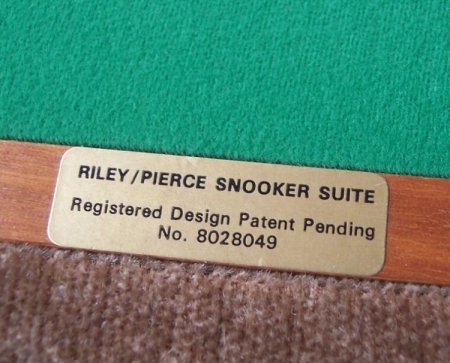 RILEY/PIERCE SNOOKER SUITE
Registered Design Patent Pending
No. 8028049